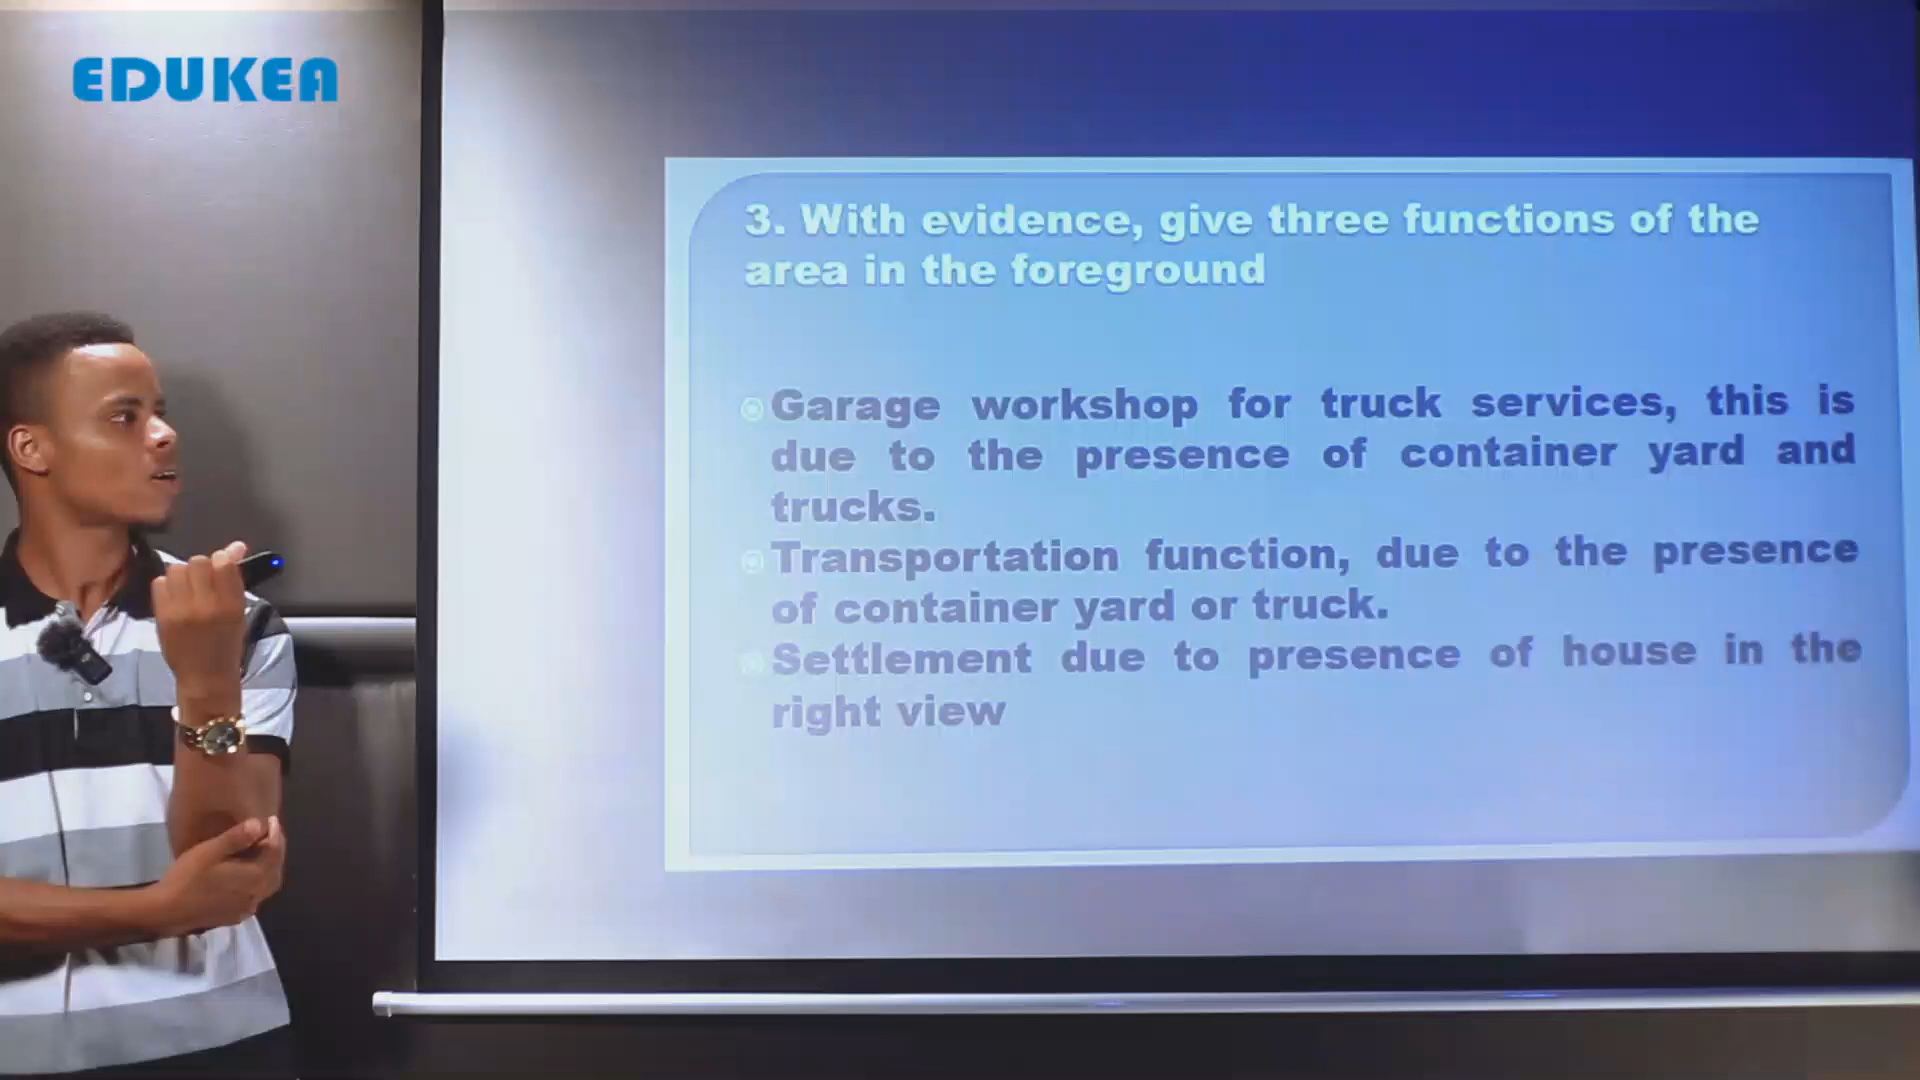 EDUKEA
3. With evidence, give three functions of the
area in the foreground
Garage workshop for truck services, this is
due to the presence of container yard and
trucks.
Transportation function, due to the presence
of container yard or truck.
Settlement due to presence of house in the
right view